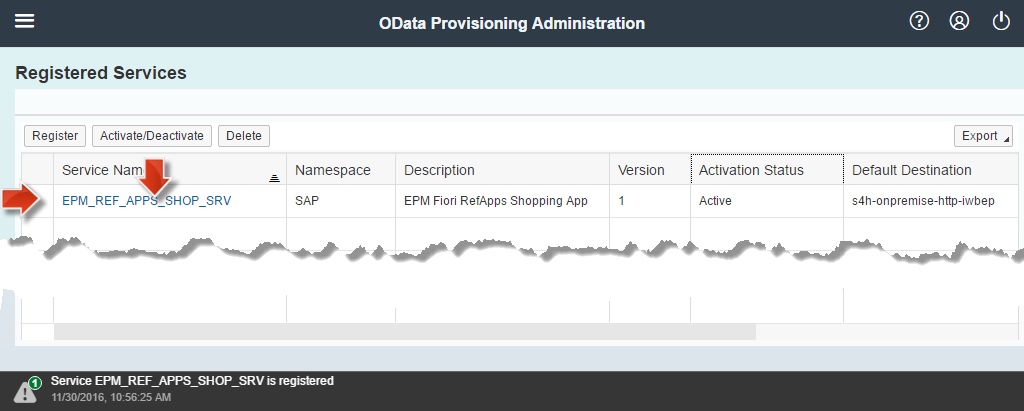 OData Provisioning Administration
Registered Services
Register Activate/Deactivate Delete Export
Service Nam Namespace Description Version Activation Status Default Destination
EPM_REF_APPS_SHOP_SRV SAP EPM Fiori RefApps Shopping App 1 Active s4h-onpremise-http-iwbep
1
Service EPM_REF_APPS_SHOP_SRV is registered
11/30/2016, 10:56:25 AM